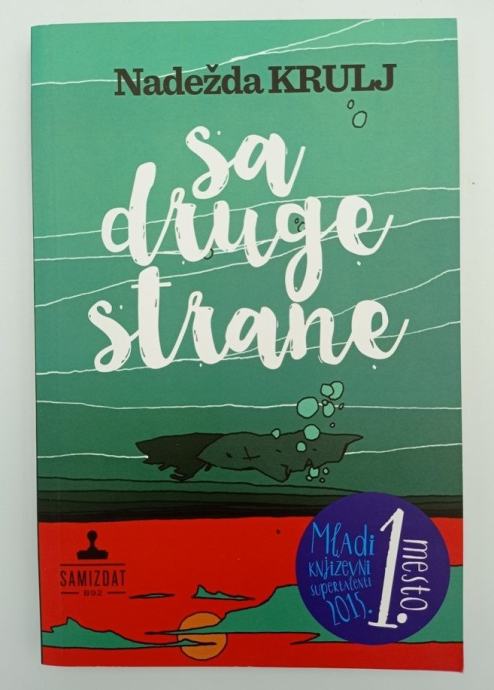 Nadežda KRULJ
sa
druge
strane
SAMIZDAT
B92
Mladi
književni
supertalenti
2015.
1. mesto